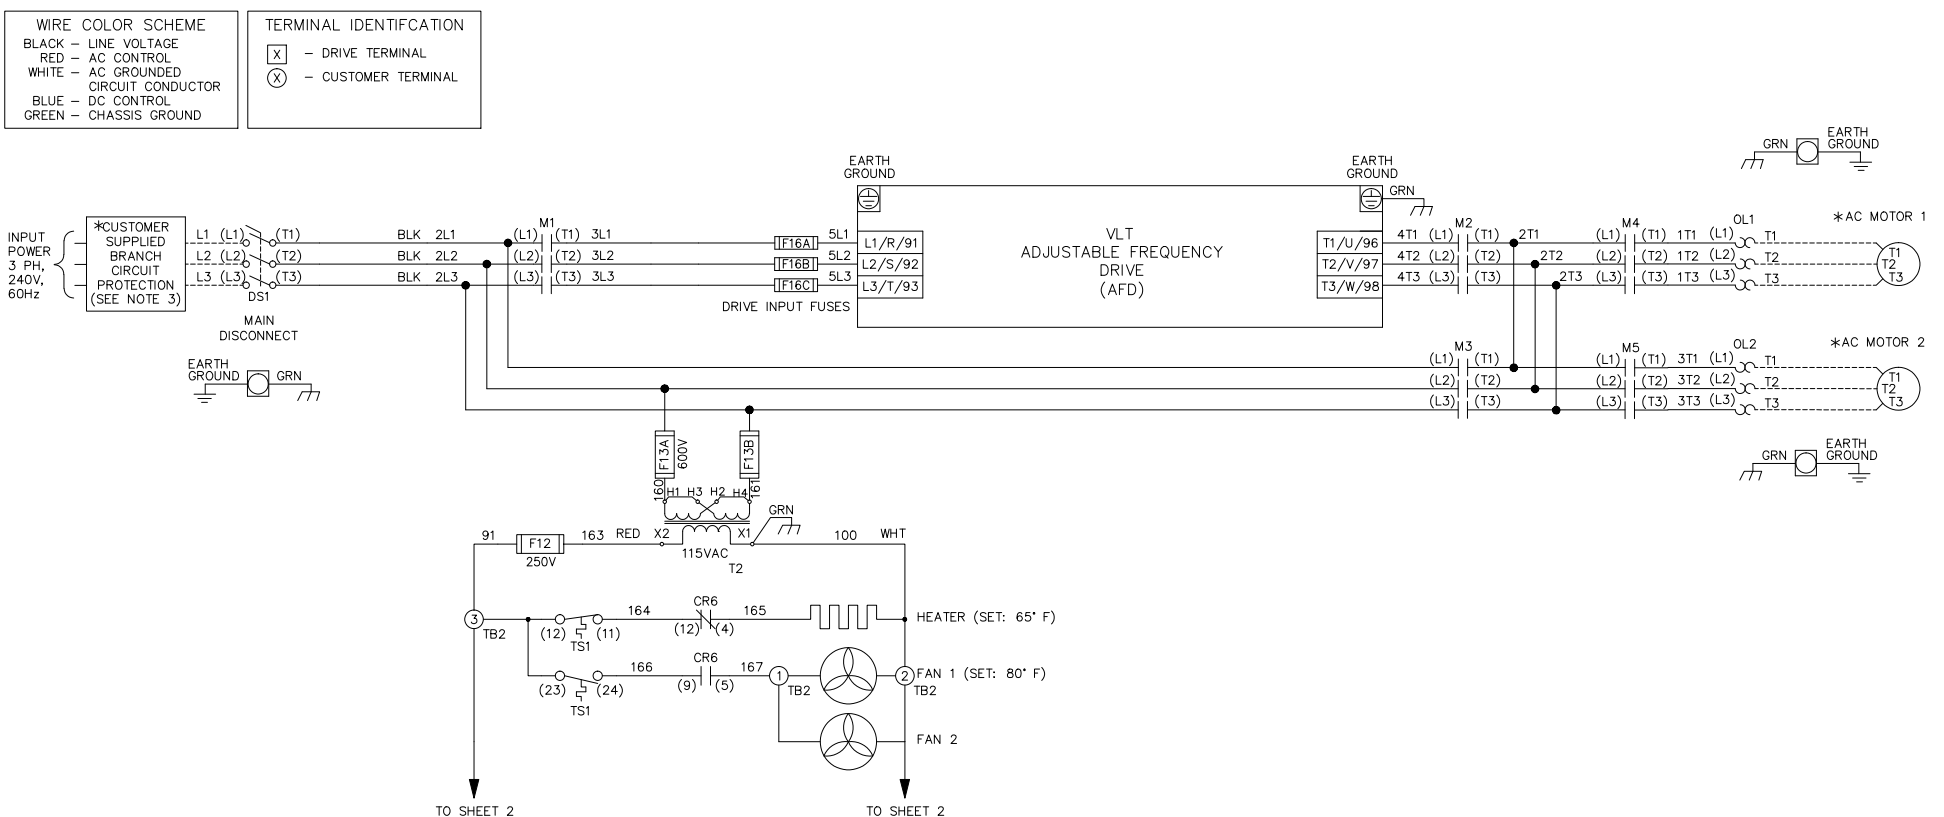 WIRE COLOR SCHEME
BLACK – LINE VOLTAGE
RED – AC CONTROL
WHITE – AC GROUNDED
CIRCUIT CONDUCTOR
BLUE – DC CONTROL
GREEN – CHASSIS GROUND
TERMINAL IDENTIFCATION
X – DRIVE TERMINAL
X – CUSTOMER TERMINAL
INPUT
POWER
3 PH,
240V,
60Hz
*CUSTOMER
SUPPLIED
BRANCH
CIRCUIT
PROTECTION
(SEE NOTE 3)
L1 (L1) (T1) BLK 2L1 (L1) M1 (T1) 3L1 F16A 5L1 L1/R/91
L2 (L2) (T2) BLK 2L2 (L2) (T2) 3L2 F16B 5L2 L2/S/92
L3 (L3) (T3) BLK 2L3 (L3) (T3) 3L3 F16C 5L3 L3/T/93
DS1
MAIN
DISCONNECT
DRIVE INPUT FUSES
EARTH
GROUND
GRN
EARTH
GROUND
VLT
ADJUSTABLE FREQUENCY
DRIVE
(AFD)
EARTH
GROUND
GRN
T1/U/96 4T1 (L1) M2 (T1) 2T1 (L1) M4 (T1) 1T1 (L1) OL1 T1
T2/V/97 4T2 (L2) (T2) 2T2 (L2) (T2) 1T2 (L2) T2
T3/W/98 4T3 (L3) (T3) 2T3 (L3) (T3) 1T3 (L3) T3
GRN
EARTH
GROUND
*AC MOTOR 1
T1
T2
T3
(L1) M3 (T1) (L1) M5 (T1) 3T1 (L1) OL2 T1
(L2) (T2) (L2) (T2) 3T2 (L2) T2
(L3) (T3) (L3) (T3) 3T3 (L3) T3
*AC MOTOR 2
T1
T2
T3
GRN
EARTH
GROUND
F13A
600V
F13B
160
H1 H3 H2 H4
161
GRN
91 F12 163 RED X2 X1 100 WHT
250V
115VAC
T2
3
TB2
(12) (11)
TS1
164
CR6
(12) (4)
165
HEATER (SET: 65° F)
(23) (24)
TS1
166
CR6
(9) (5)
167
1
TB2
2
TB2
FAN 1 (SET: 80° F)
FAN 2
TO SHEET 2
TO SHEET 2